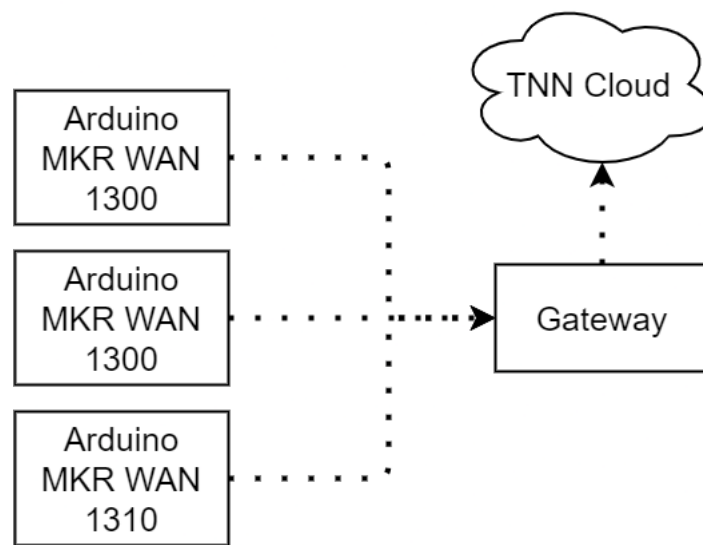 TNN Cloud
Arduino
MKR WAN
1300
Arduino
MKR WAN
1300
Gateway
Arduino
MKR WAN
1310